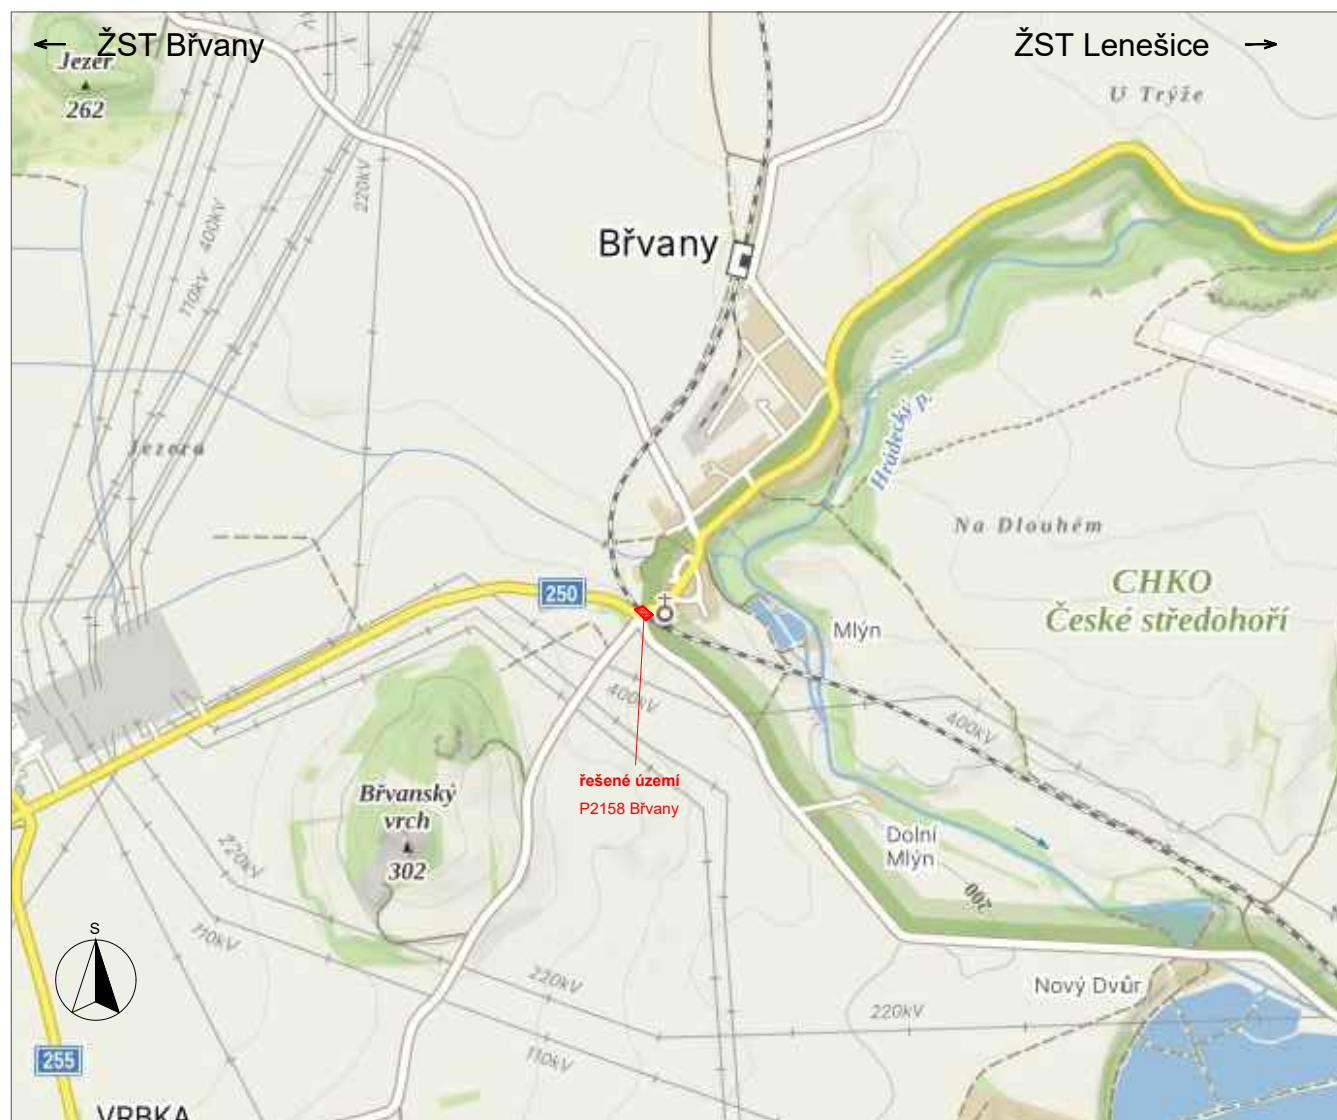 ŽST Břvany
ŽST Lenešice
Jezer
262
U Trýže
220kV
400kV
110kV
Břvany
Jezera
Hrádecký p.
Na Dlouhém
CHKO
České středohoří
250
Mlýn
400kV
400kV
řešené území
P2158 Břvany
Břvanský
vrch
302
220kV
Dolní
Mlýn
200
S
110kV
220kV
Nový Dvůr
220kV
110kV
255
VRBKA